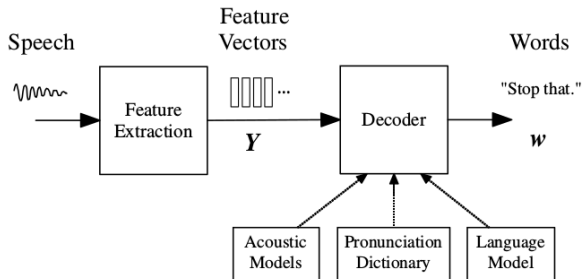 Speech
Feature
Vectors
Words
Feature
Extraction
...
Y
Decoder
"Stop that."
w
Acoustic
Models
Pronunciation
Dictionary
Language
Model